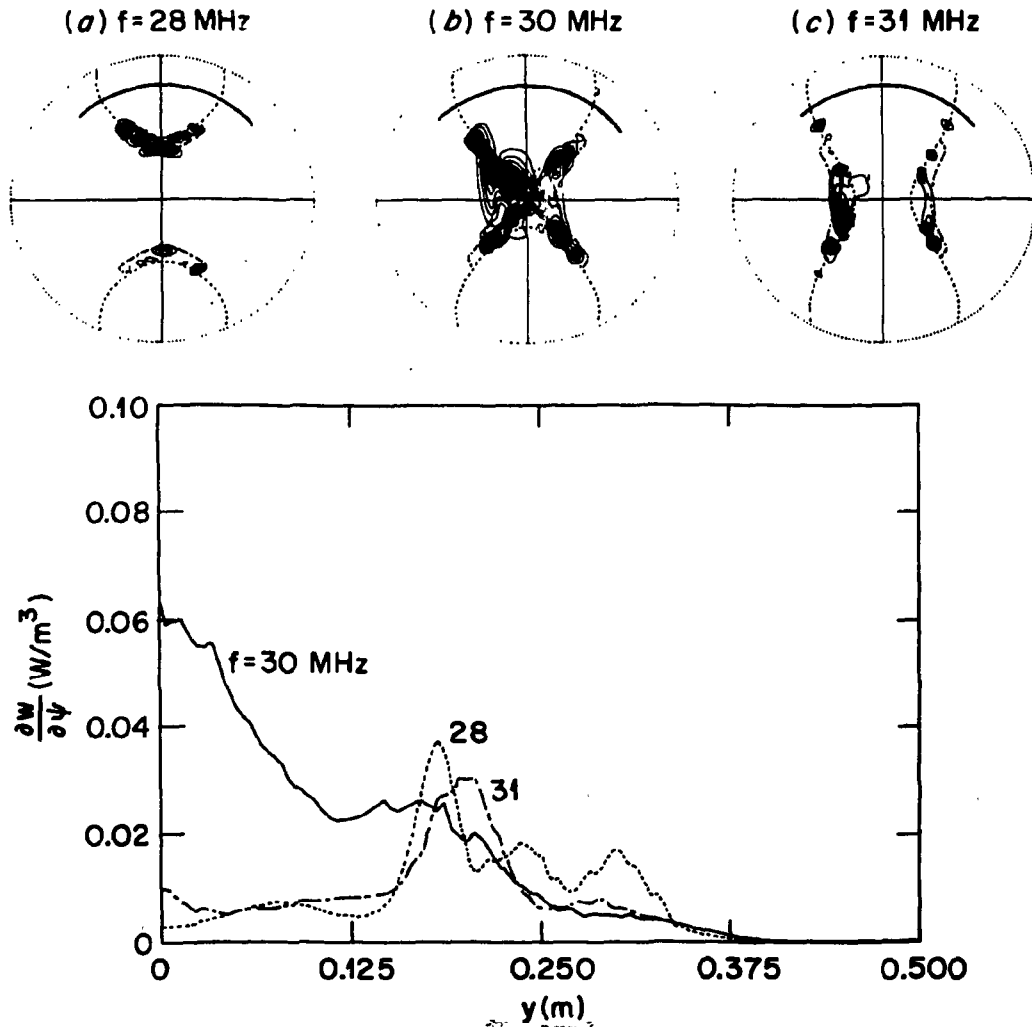 (a) f=28 MHz
(b) f=30 MHz
(c) f=31 MHz
0.10
0.08
0.06
0.04
0.02
0
∂W/∂ψ (W/m³)
f=30 MHz
28
31
0
0.125
0.250
0.375
0.500
y(m)